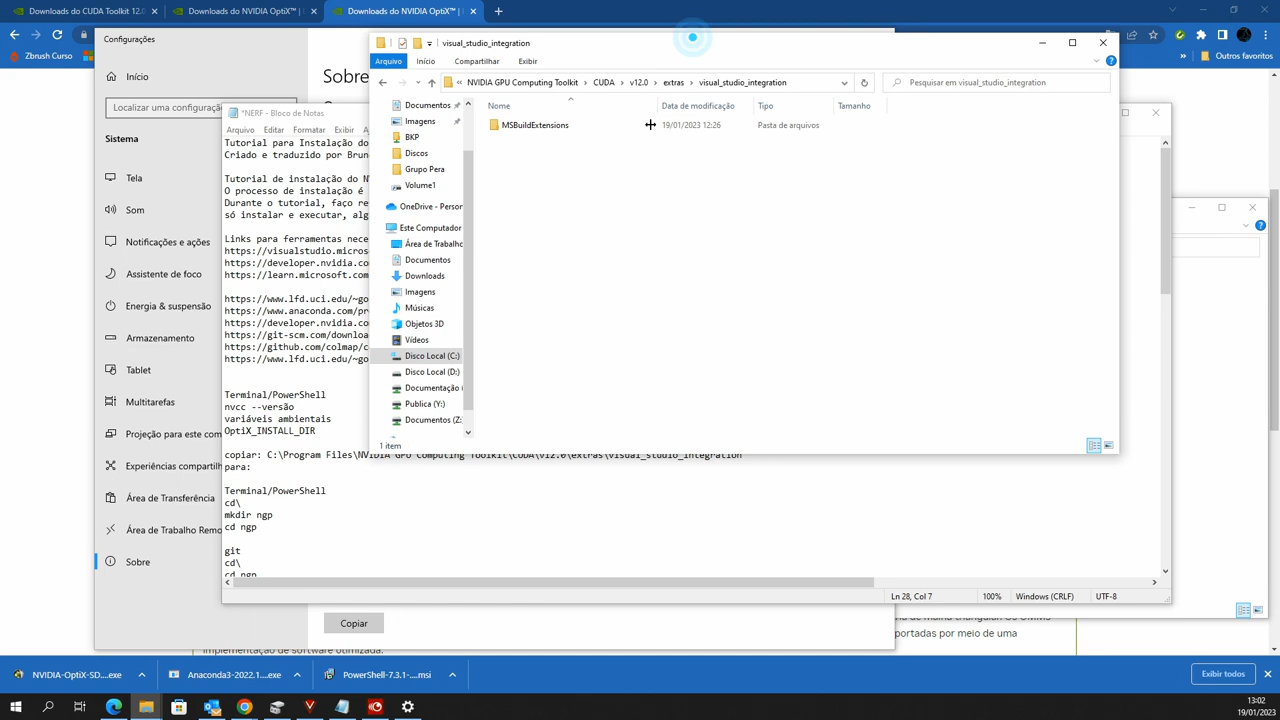 Downloads do CUDA Toolkit 12.0
Downloads do NVIDIA OptiX™ |
Downloads do NVIDIA OptiX™ |
Zbrush Curso
Outros favoritos
Configurações
Início
Localizar uma configuração
Sistema
Tela
Som
Notificações e ações
Assistente de foco
Energia & suspensão
Armazenamento
Tablet
Multitarefas
Projeção para este com
Experiências compartilh
Área de Transferência
Área de Trabalho Remo
Sobre
Sobre
Copiar
*NERF - Bloco de Notas
Arquivo Editar Formatar Exibir
Tutorial para Instalação do
Criado e traduzido por Brun
Tutorial de instalação do N
O processo de instalação é
Durante o tutorial, faço re
só instalar e executar, alg
Links para ferramentas nece
https://visualstudio.micros
https://developer.nvidia.co
https://learn.microsoft.com
https://www.lfd.uci.edu/~go
https://www.anaconda.com/pr
https://developer.nvidia.co
https://git-scm.com/downloa
https://github.com/colmap/c
https://www.lfd.uci.edu/~go
Terminal/PowerShell
nvcc --versão
variáveis ambientais
OptiX_INSTALL_DIR
copiar: C:\Program Files\NVIDIA GPU Computing Toolkit\CUDA\v12.0\extras\visual_studio_integration
para:
Terminal/PowerShell
cd\
mkdir ngp
cd ngp
git
cd\
cd ngp
Ln 28, Col 7
100%
Windows (CRLF)
UTF-8
visual_studio_integration
Arquivo Início Compartilhar Exibir
« NVIDIA GPU Computing Toolkit > CUDA > v12.0 > extras > visual_studio_integration
Pesquisar em visual_studio_integration
Nome Data de modificação Tipo Tamanho
MSBuildExtensions 19/01/2023 12:26 Pasta de arquivos
Documentos
Imagens
BKP
Discos
Grupo Pera
Volume1
OneDrive - Person
Este Computador
Área de Trabalho
Documentos
Downloads
Imagens
Músicas
Objetos 3D
Vídeos
Disco Local (C:)
Disco Local (D:)
Documentação (
Publica (Y:)
Documentos (Z:
1 item
portadas por meio de uma
implementação de software otimizada.
NVIDIA-OptiX-SD....exe
Anaconda3-2022.1....exe
PowerShell-7.3.1-....msi
Exibir todos
13:02
19/01/2023